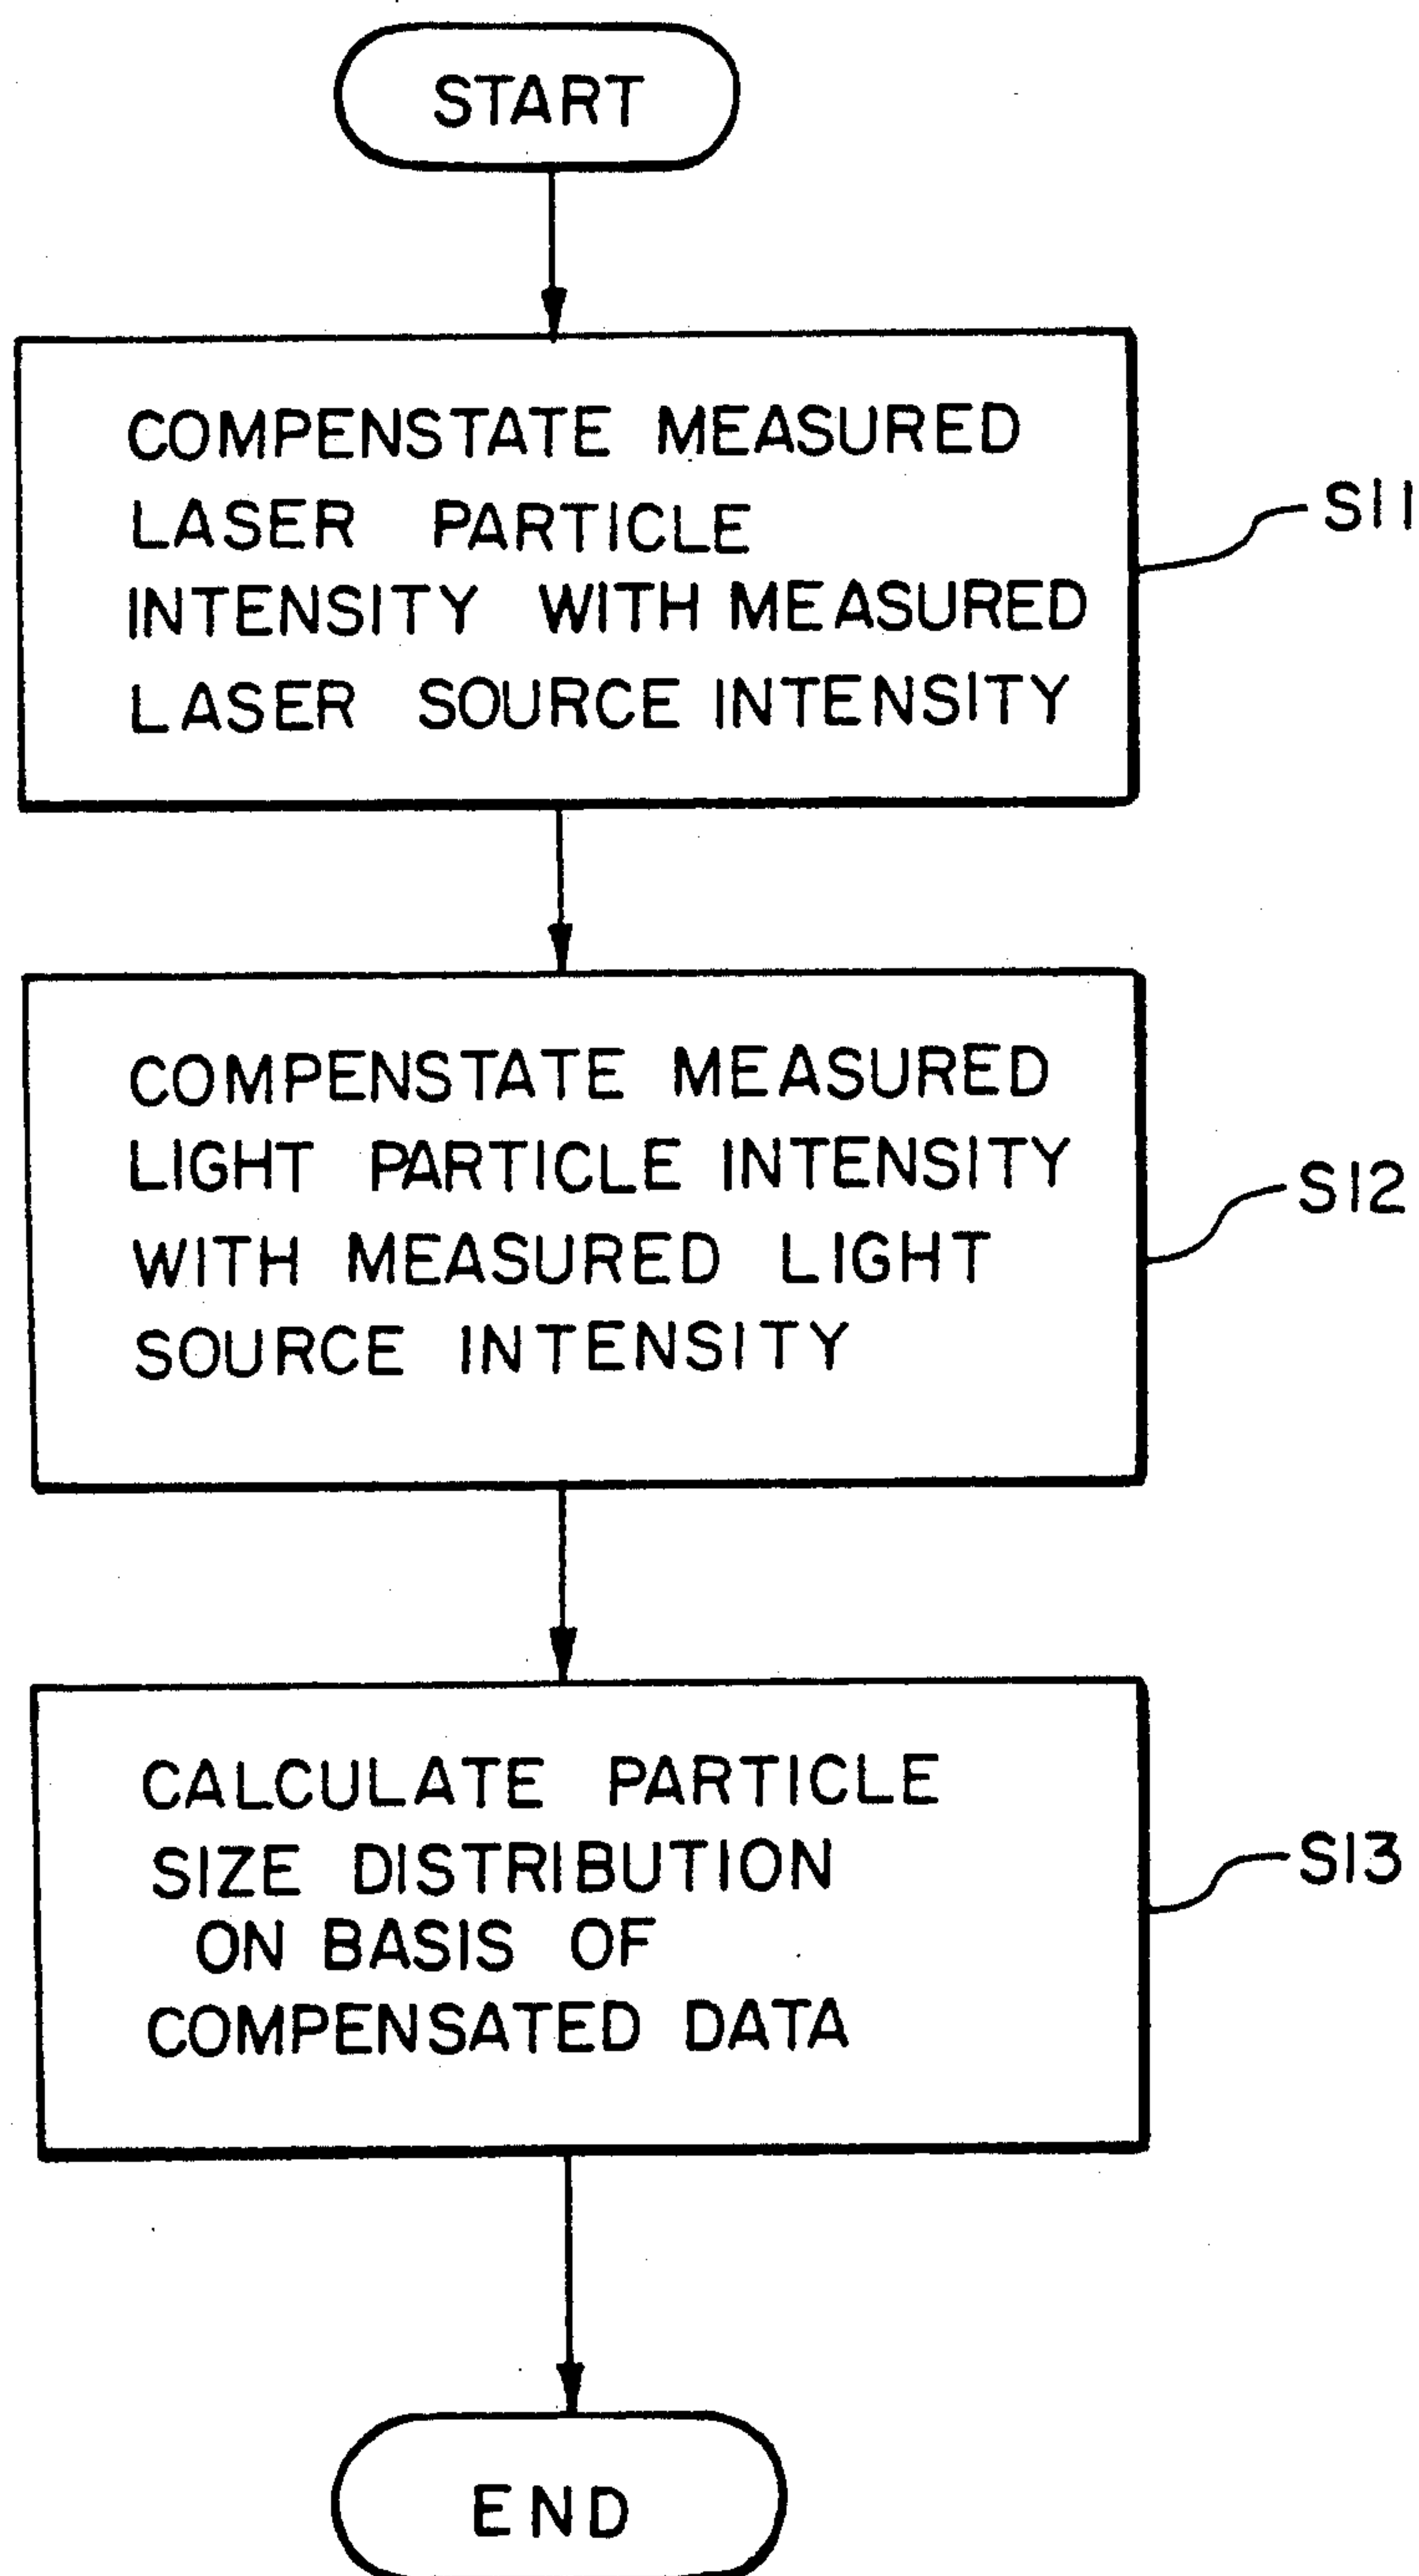 START
COMPENSTATE MEASURED
LASER PARTICLE
INTENSITY WITH MEASURED
LASER SOURCE INTENSITY
S11
COMPENSTATE MEASURED
LIGHT PARTICLE INTENSITY
WITH MEASURED LIGHT
SOURCE INTENSITY
S12
CALCULATE PARTICLE
SIZE DISTRIBUTION
ON BASIS OF
COMPENSATED DATA
S13
END